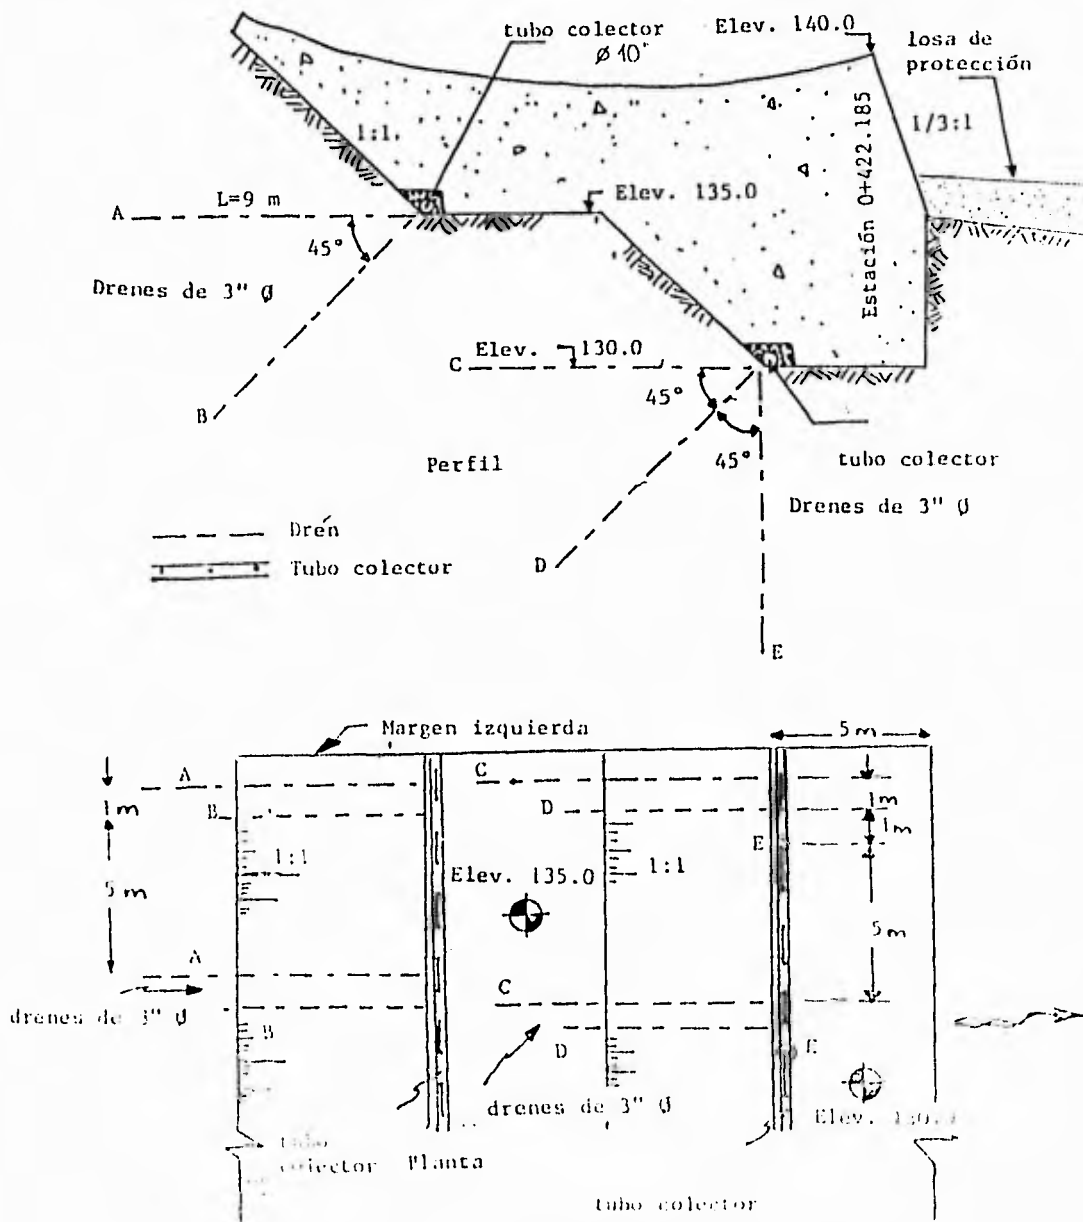 tubo colector
Ø 10"
Elev. 140.0
losa de
protección
1:1.
Estación 0+422.185
1/3:1
A
L=9 m
Elev. 135.0
45°
Drenes de 3" Ø
B
C
Elev.
130.0
45°
45°
Perfil
tubo colector
Drenes de 3" Ø
Drén
Tubo colector
D
E
Margen izquierda
5 m
A
C
1 m
B
D
1 m
1 m
E
1:1
Elev. 135.0
1:1
5 m
5 m
A
C
drenes de 3" Ø
B
D
E
drenes de 3" Ø
Elev.
tubo
colector
Planta
tubo colector